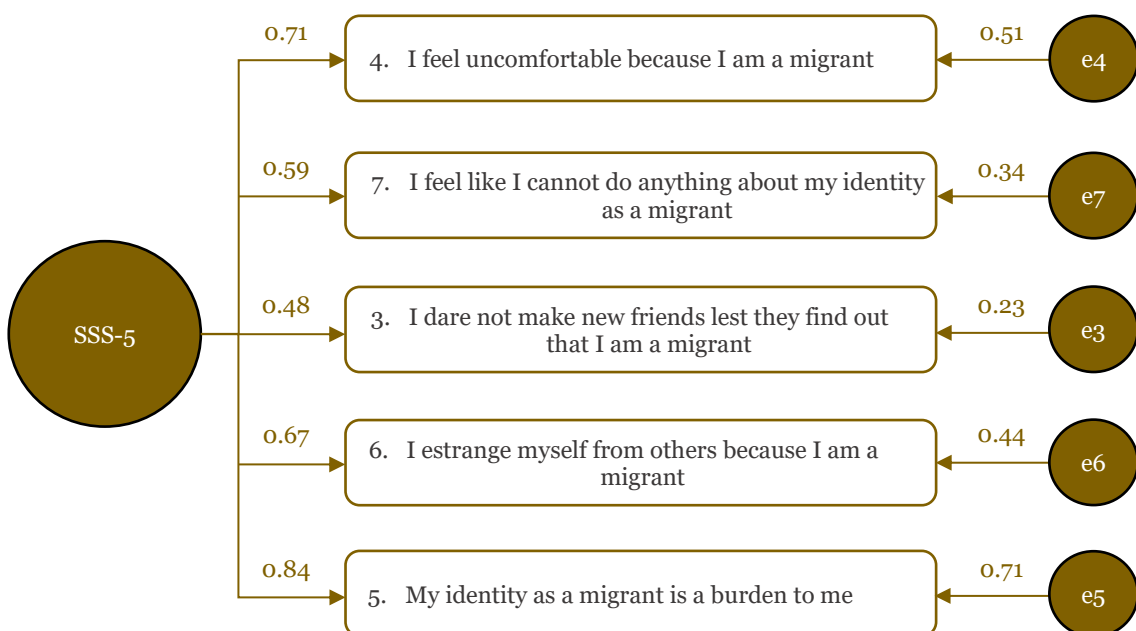 0.71
4. I feel uncomfortable because I am a migrant
0.51
e4
0.59
7. I feel like I cannot do anything about my identity
as a migrant
0.34
e7
SSS-5
0.48
3. I dare not make new friends lest they find out
that I am a migrant
0.23
e3
0.67
6. I estrange myself from others because I am a
migrant
0.44
e6
0.84
5. My identity as a migrant is a burden to me
0.71
e5